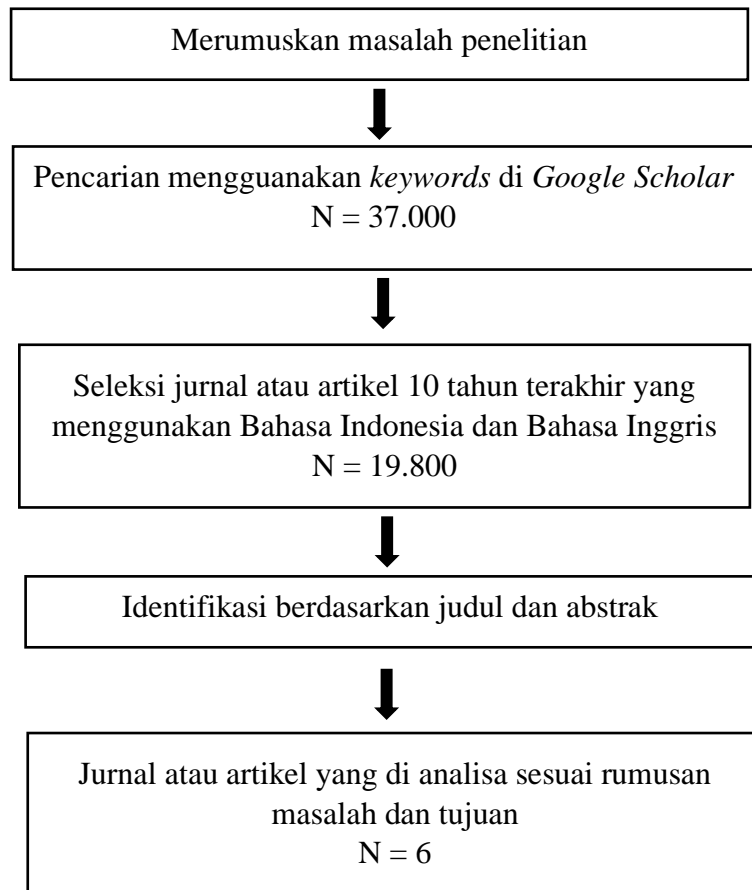 Merumuskan masalah penelitian
Pencarian mengguanakan keywords di Google Scholar
N = 37.000
Seleksi jurnal atau artikel 10 tahun terakhir yang
menggunakan Bahasa Indonesia dan Bahasa Inggris
N = 19.800
Identifikasi berdasarkan judul dan abstrak
Jurnal atau artikel yang di analisa sesuai rumusan
masalah dan tujuan
N = 6